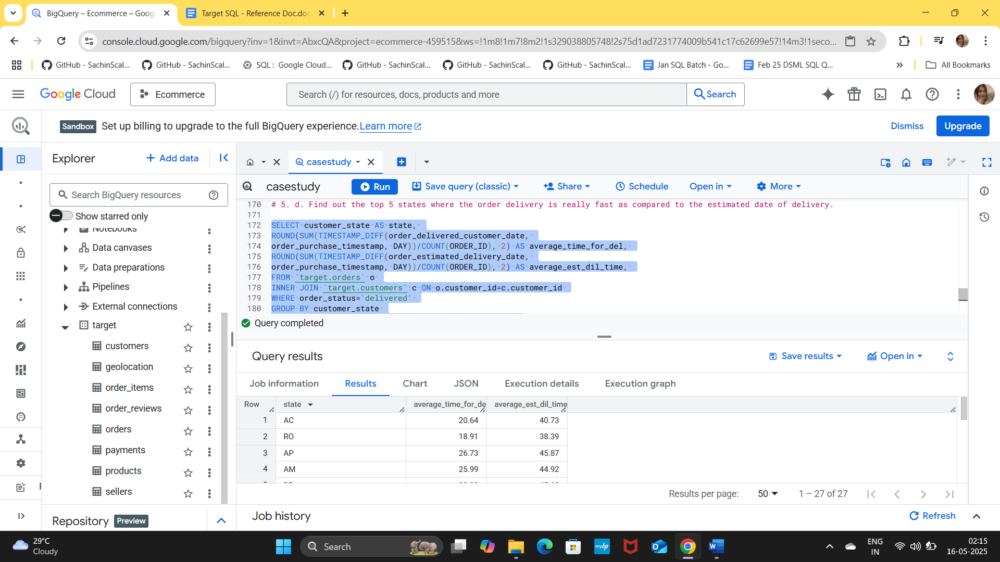 BigQuery – Ecommerce – Goog
Target SQL - Reference Doc.doc
console.cloud.google.com/bigquery?inv=1&invt=AbxcQA&project=ecommerce-459515&ws=!1m8!1m7!8m2!1s329038805748!2s75d1ad7231774009b541c17c62699e57!14m3!1seco...
GitHub - SachinScal...
GitHub - SachinScal...
SQL : Google Cloud...
GitHub - SachinScal...
GitHub - SachinScal...
GitHub - SachinScal...
Jan SQL Batch - Go...
Feb 25 DSML SQL Q...
All Bookmarks
Google Cloud
Ecommerce
Search (/) for resources, docs, products and more
Search
Sandbox Set up billing to upgrade to the full BigQuery experience. Learn more
Dismiss
Upgrade
Explorer
+ Add data
Search BigQuery resources
Show starred only
Notebooks
Data canvases
Data preparations
Pipelines
External connections
target
customers
geolocation
order_items
order_reviews
orders
payments
products
sellers
Repository Preview
casestudy
casestudy
Run
Save query (classic)
Share
Schedule
Open in
More
170 # 5. d. Find out the top 5 states where the order delivery is really fast as compared to the estimated date of delivery.
171
172 SELECT customer_state AS state,
173 ROUND(SUM(TIMESTAMP_DIFF(order_delivered_customer_date,
174 order_purchase_timestamp, DAY))/COUNT(ORDER_ID), 2) AS average_time_for_del,
175 ROUND(SUM(TIMESTAMP_DIFF(order_estimated_delivery_date,
176 order_purchase_timestamp, DAY))/COUNT(ORDER_ID), 2) AS average_est_dil_time,
177 FROM `target.orders` o
178 INNER JOIN `target.customers` c ON o.customer_id=c.customer_id
179 WHERE order_status='delivered'
180 GROUP BY customer_state
Query completed
Query results
Save results
Open in
Job information
Results
Chart
JSON
Execution details
Execution graph
Row state average_time_for_de average_est_dil_time
1 AC 20.64 40.73
2 RO 18.91 38.39
3 AP 26.73 45.87
4 AM 25.99 44.92
Results per page: 50 1 – 27 of 27
Job history
Refresh
29°C
Cloudy
Search
ENG
IN
02:15
16-05-2025